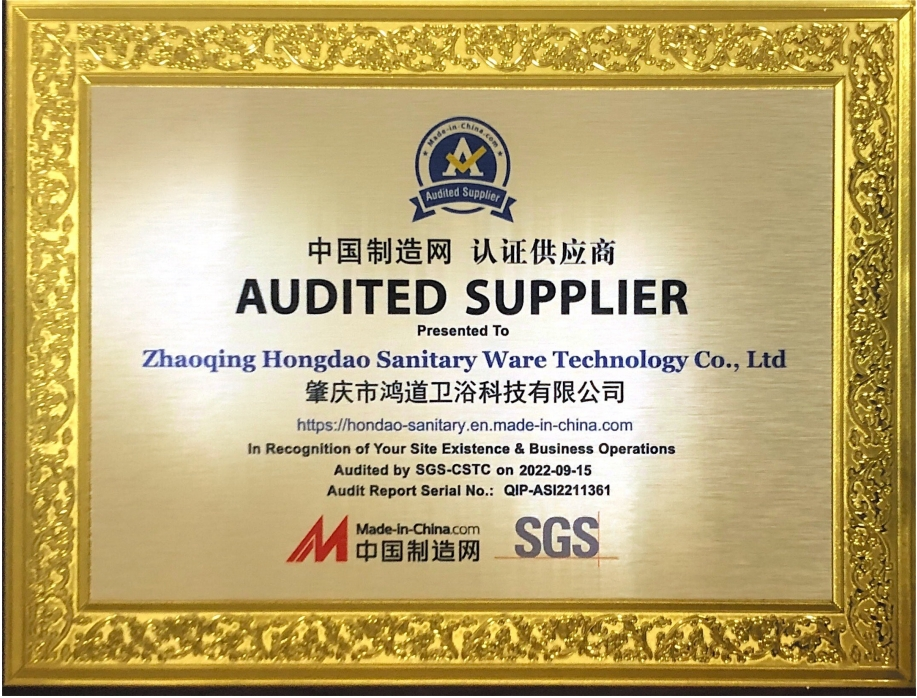 Made-in-China.com
Audited Supplier
中国制造网 认证供应商
AUDITED SUPPLIER
Presented To
Zhaoqing Hongdao Sanitary Ware Technology Co., Ltd
肇庆市鸿道卫浴科技有限公司
https://hondao-sanitary.en.made-in-china.com
In Recognition of Your Site Existence & Business Operations
Audited by SGS-CSTC on 2022-09-15
Audit Report Serial No.: QIP-ASI2211361
Made-in-China.com
中国制造网
SGS